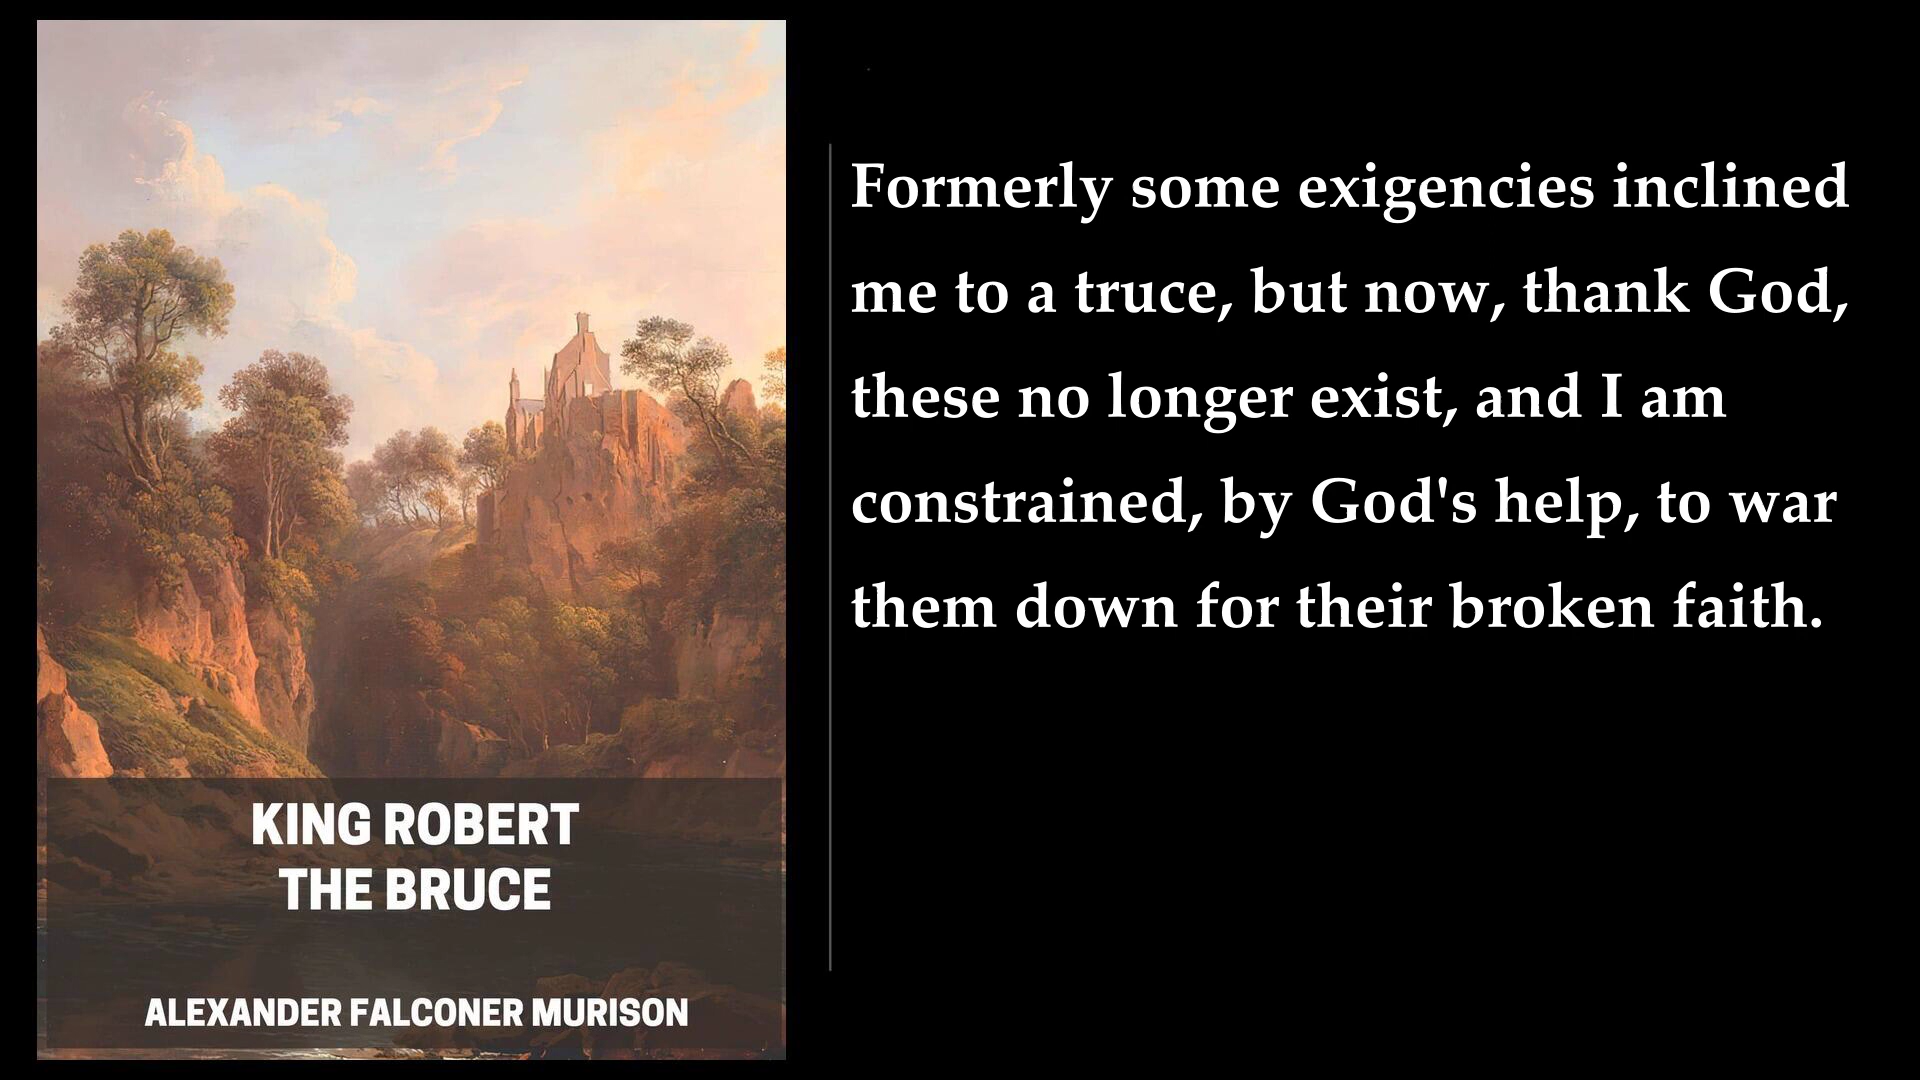 KING ROBERT
THE BRUCE
ALEXANDER FALCONER MURISON
Formerly some exigencies inclined
me to a truce, but now, thank God,
these no longer exist, and I am
constrained, by God's help, to war
them down for their broken faith.